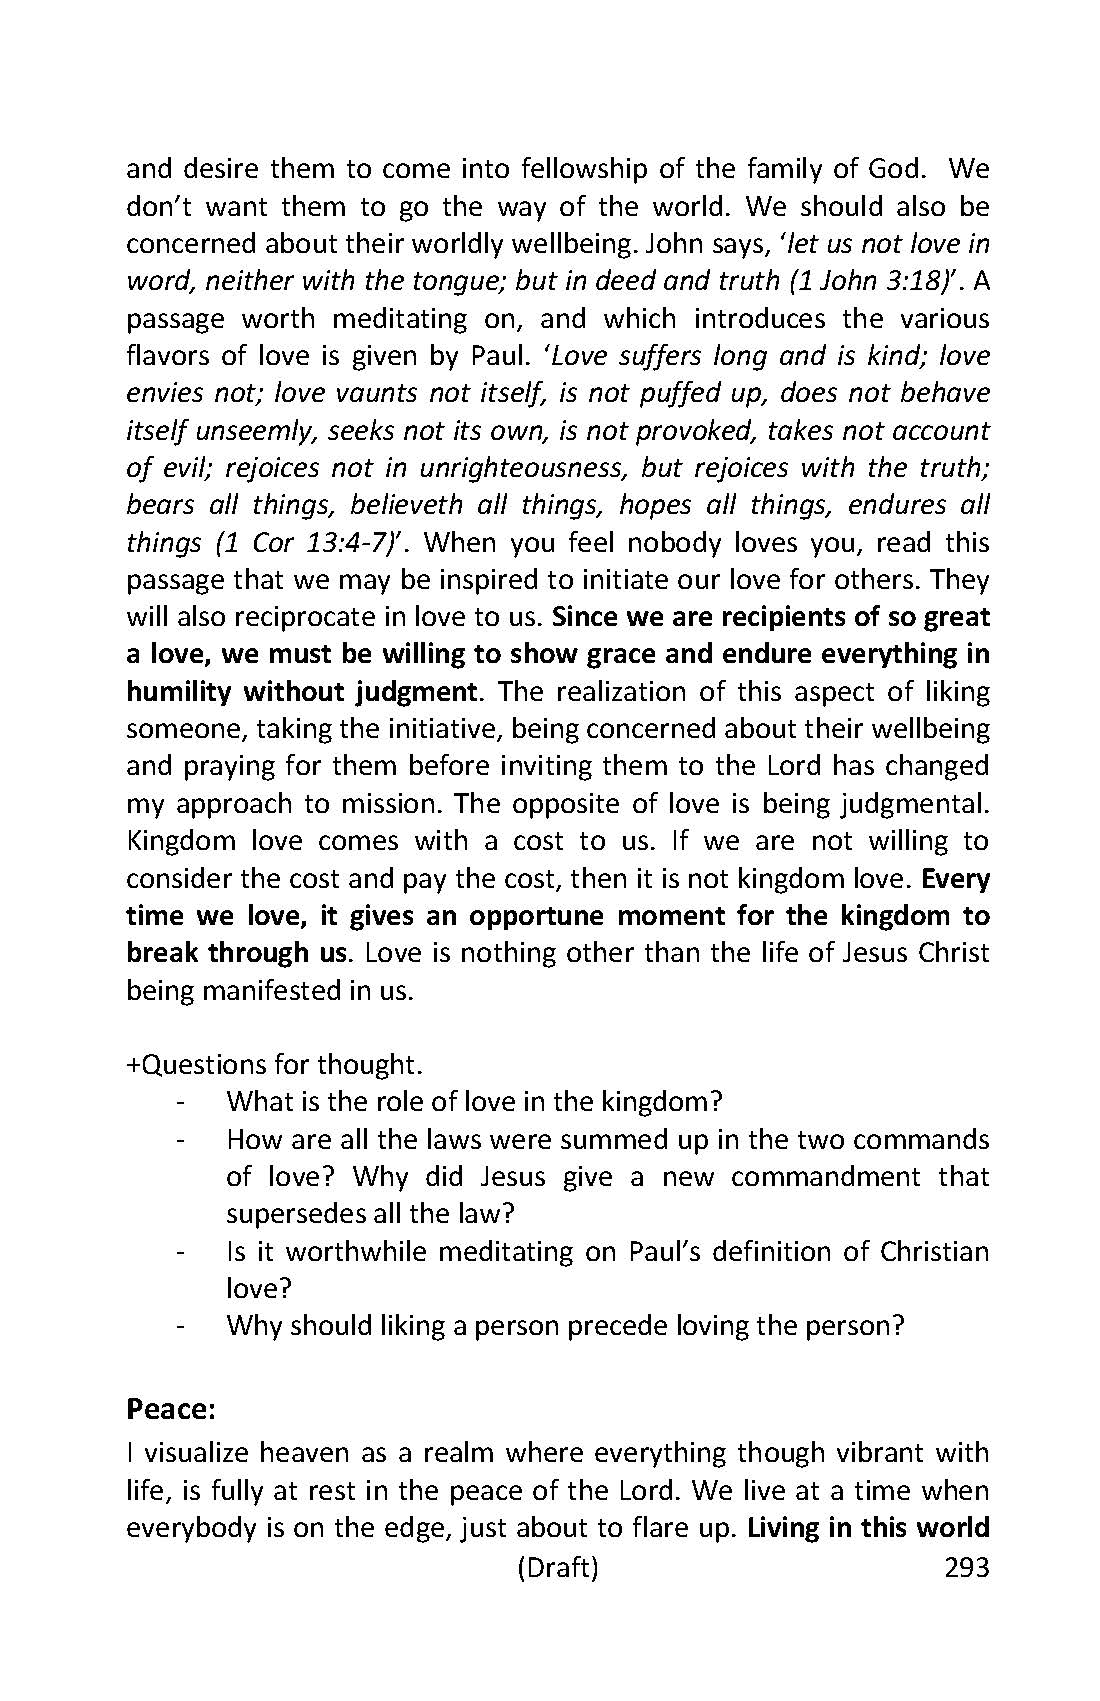 and desire them to come into fellowship of the family of God.  We
don’t want them to go the way of the world. We should also be
concerned about their worldly wellbeing. John says, ‘let us not love in
word, neither with the tongue; but in deed and truth (1 John 3:18)’. A
passage worth meditating on, and which introduces the various
flavors of love is given by Paul. ‘Love suffers long and is kind; love
envies not; love vaunts not itself, is not puffed up, does not behave
itself unseemly, seeks not its own, is not provoked, takes not account
of evil; rejoices not in unrighteousness, but rejoices with the truth;
bears all things, believeth all things, hopes all things, endures all
things (1 Cor 13:4-7)’. When you feel nobody loves you, read this
passage that we may be inspired to initiate our love for others. They
will also reciprocate in love to us. Since we are recipients of so great
a love, we must be willing to show grace and endure everything in
humility without judgment. The realization of this aspect of liking
someone, taking the initiative, being concerned about their wellbeing
and praying for them before inviting them to the Lord has changed
my approach to mission. The opposite of love is being judgmental.
Kingdom love comes with a cost to us. If we are not willing to
consider the cost and pay the cost, then it is not kingdom love. Every
time we love, it gives an opportune moment for the kingdom to
break through us. Love is nothing other than the life of Jesus Christ
being manifested in us.
+Questions for thought.
- What is the role of love in the kingdom?
- How are all the laws were summed up in the two commands
of love? Why did Jesus give a new commandment that
supersedes all the law?
- Is it worthwhile meditating on Paul’s definition of Christian
love?
- Why should liking a person precede loving the person?
Peace:
I visualize heaven as a realm where everything though vibrant with
life, is fully at rest in the peace of the Lord. We live at a time when
everybody is on the edge, just about to flare up. Living in this world
(Draft) 293